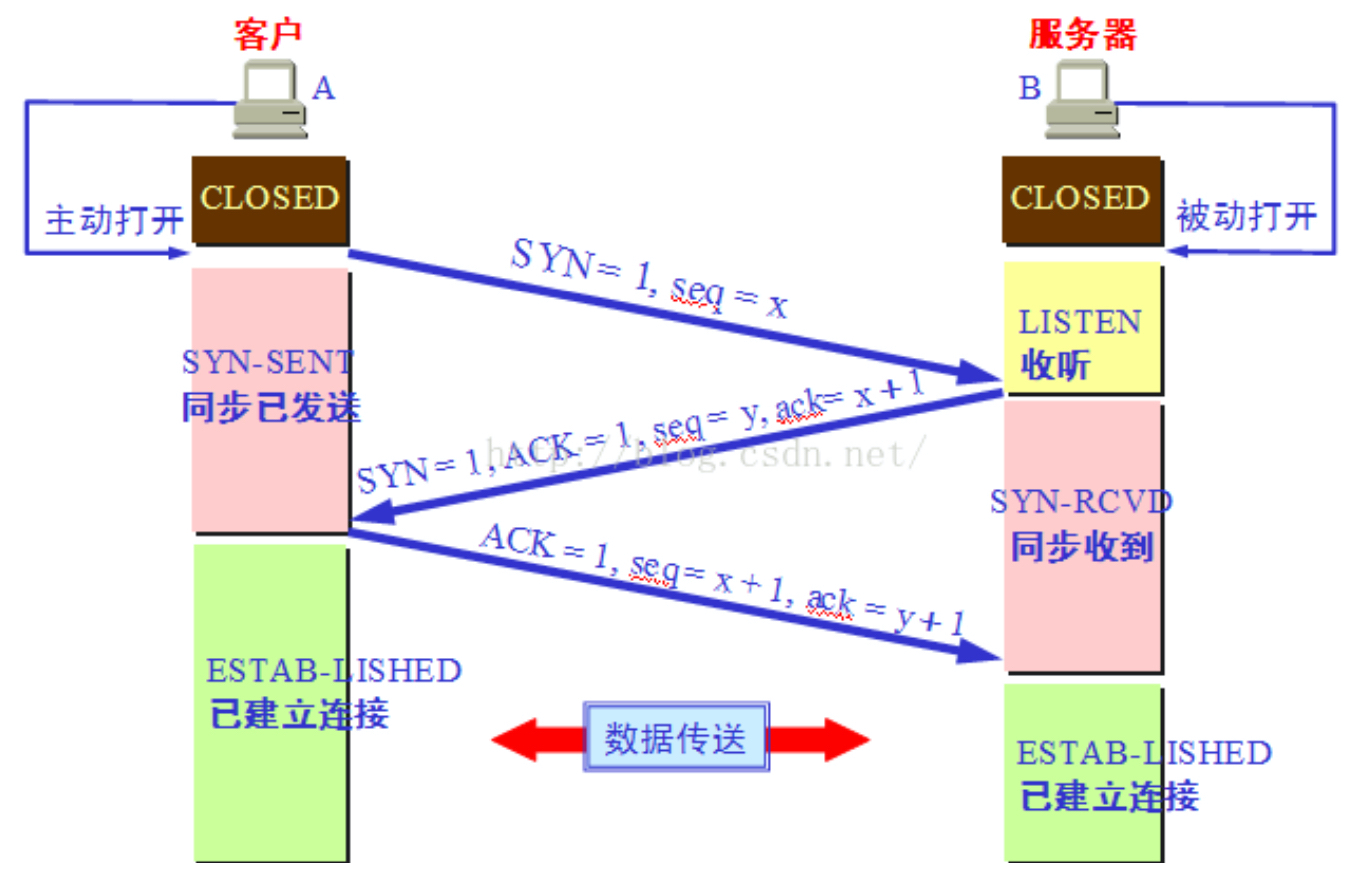 客户
服务器
A
B
CLOSED
CLOSED
主动打开
被动打开
SYN = 1, seq = x
LISTEN
收听
SYN-SENT
同步已发送
SYN = 1, ACK = 1, seq = y, ack= x + 1
http://blog.csdn.net/
SYN-RCVD
同步收到
ACK = 1, seq = x + 1, ack = y + 1
ESTAB-LISHED
已建立连接
数据传送
ESTAB-LISHED
已建立连接